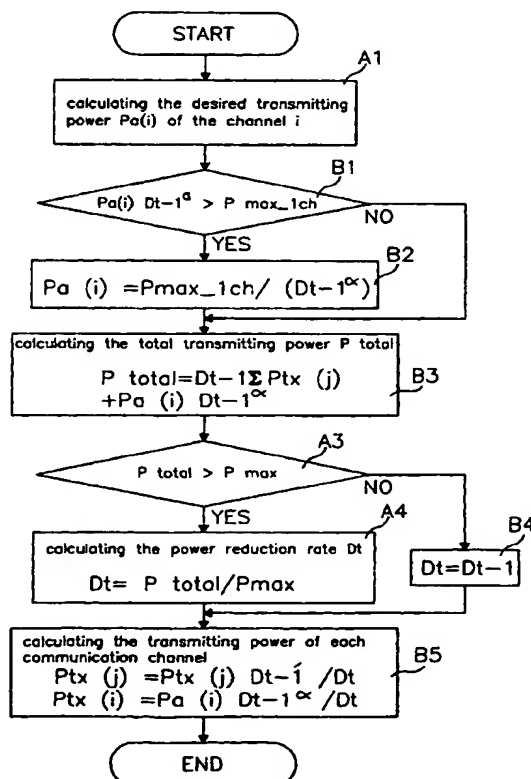 START
A1
calculating the desired transmitting
power Pa(i) of the channel i
B1
Pa(i) Dt-1^α > P max_1ch
NO
YES
B2
Pa (i) =Pmax_1ch/ (Dt-1^α)
calculating the total transmitting power P total
P total=Dt-1Σ Ptx (j)
+Pa (i) Dt-1^α
B3
A3
P total > P max
NO
YES
A4
B4
calculating the power reduction rate Dt
Dt= P total/Pmax
Dt=Dt-1
calculating the transmitting power of each
communication channel
B5
Ptx (j) =Ptx (j) Dt-1 /Dt
Ptx (i) =Pa (i) Dt-1^α /Dt
END